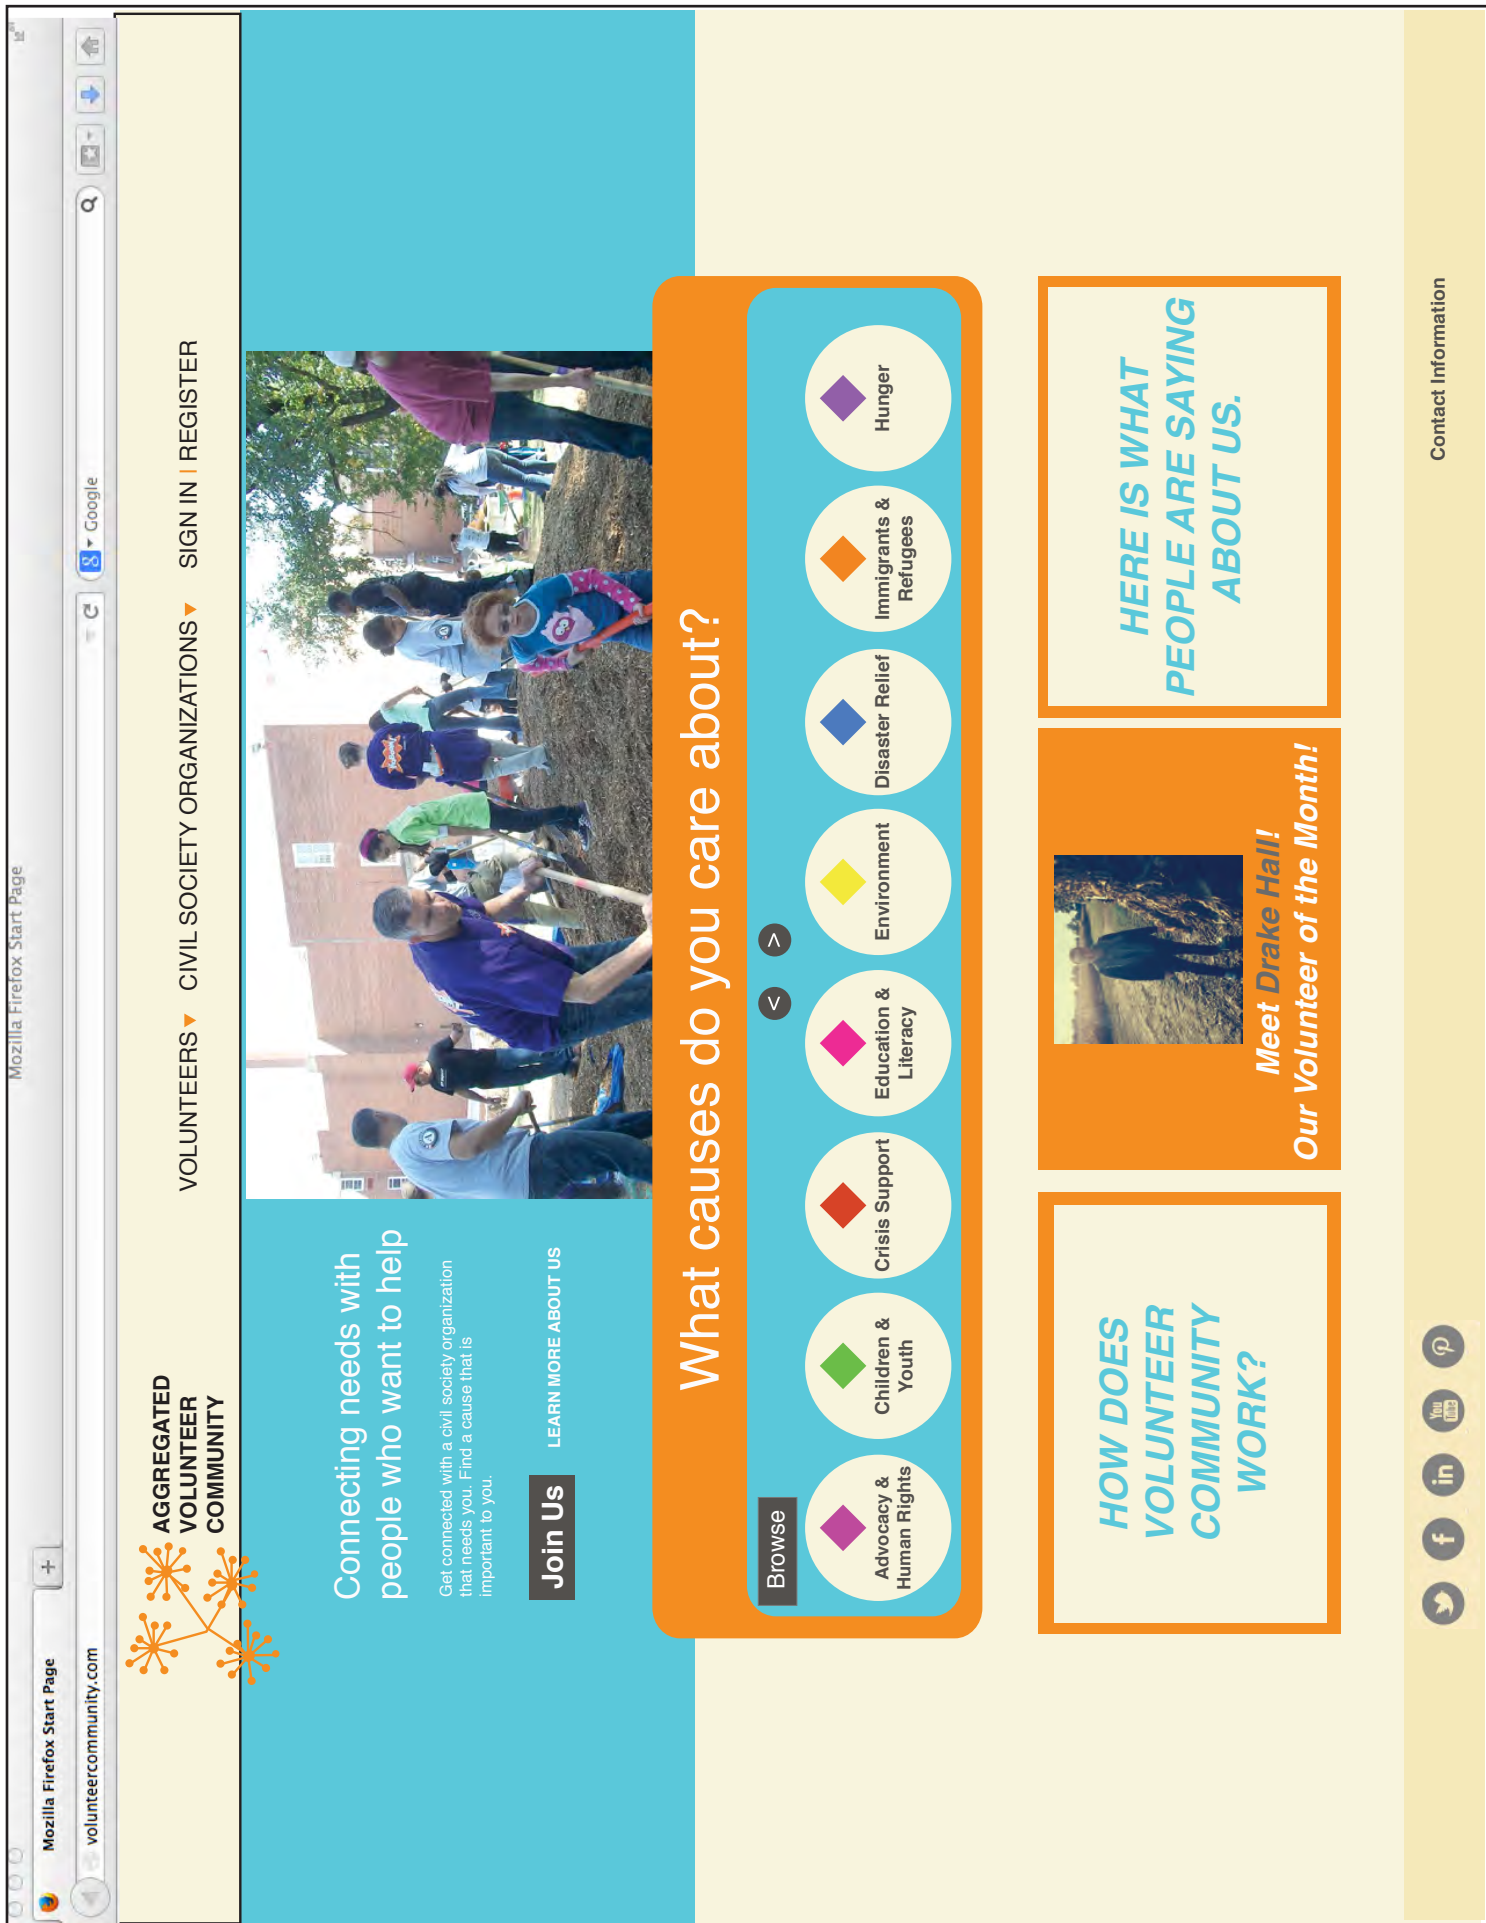 Mozilla Firefox Start Page
Mozilla Firefox Start Page
+
volunteercommunity.com
Google
AGGREGATED
VOLUNTEER
COMMUNITY
VOLUNTEERS
CIVIL SOCIETY ORGANIZATIONS
SIGN IN | REGISTER
Connecting needs with
people who want to help
Get connected with a civil society organization
that needs you. Find a cause that is
important to you.
Join Us
LEARN MORE ABOUT US
What causes do you care about?
Browse
< >
Advocacy &
Human Rights
Children &
Youth
Crisis Support
Education &
Literacy
Environment
Disaster Relief
Immigrants &
Refugees
Hunger
HOW DOES
VOLUNTEER
COMMUNITY
WORK?
Meet Drake Hall!
Our Volunteer of the Month!
HERE IS WHAT
PEOPLE ARE SAYING
ABOUT US.
f
in
You
Tube
Contact Information